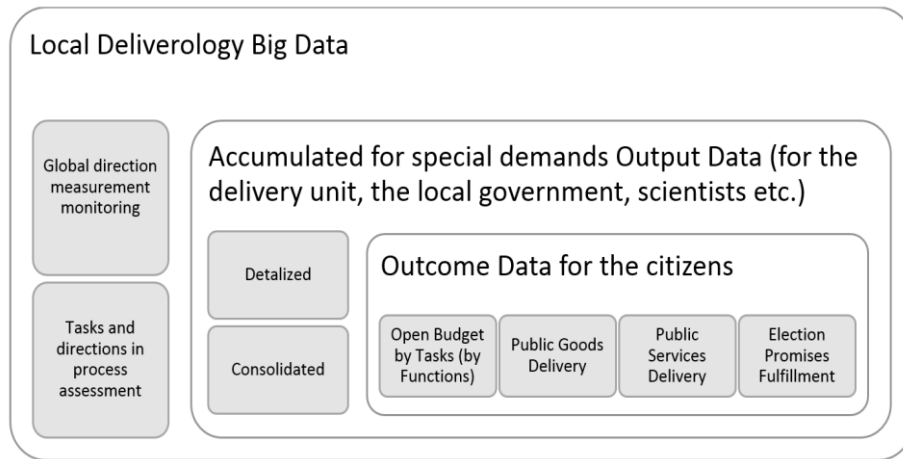 Local Deliverology Big Data
Global direction
measurement
monitoring
Tasks and
directions in
process
assessment
Accumulated for special demands Output Data (for the
delivery unit, the local government, scientists etc.)
Detalized
Consolidated
Outcome Data for the citizens
Open Budget
by Tasks (by
Functions)
Public Goods
Delivery
Public
Services
Delivery
Election
Promises
Fulfillment